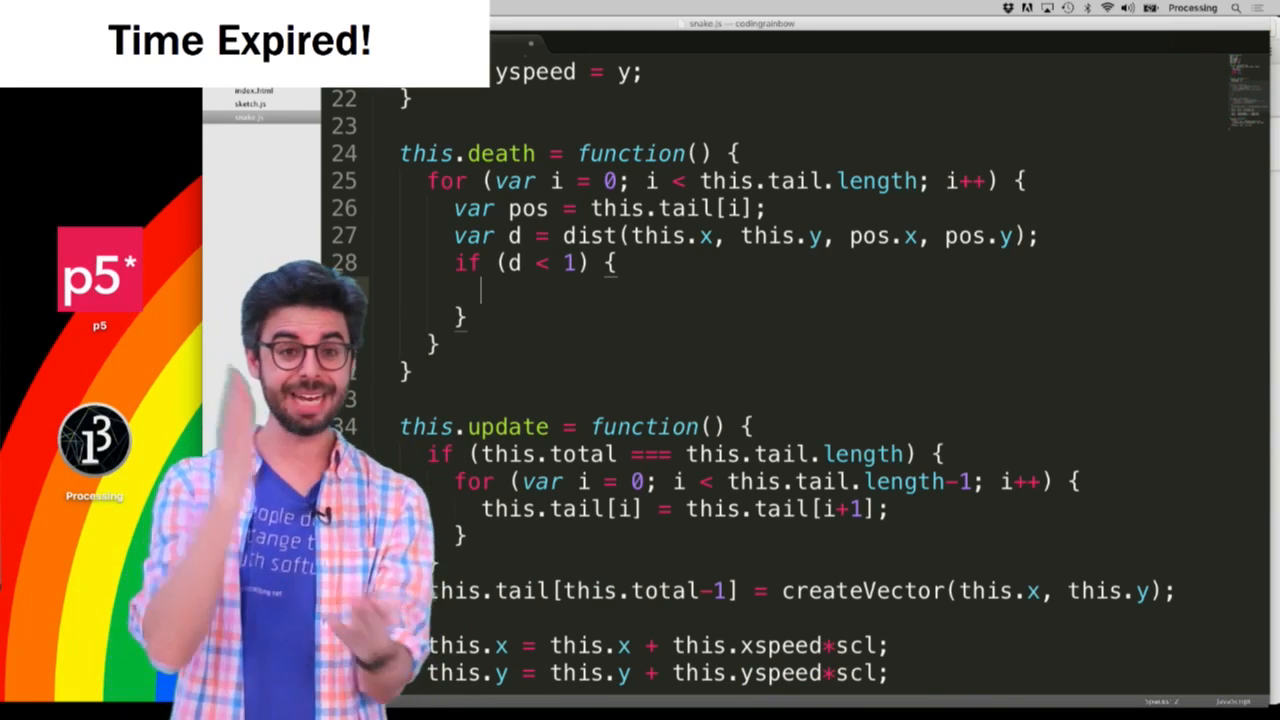 Time Expired!
Processing
snake.js — codingrainbow
index.html
sketch.js
snake.js
yspeed = y;
22 }
23
24 this.death = function() {
25 for (var i = 0; i < this.tail.length; i++) {
26 var pos = this.tail[i];
27 var d = dist(this.x, this.y, pos.x, pos.y);
28 if (d < 1) {
}
}
}
3
34 this.update = function() {
if (this.total === this.tail.length) {
for (var i = 0; i < this.tail.length-1; i++) {
this.tail[i] = this.tail[i+1];
}
this.tail[this.total-1] = createVector(this.x, this.y);
this.x = this.x + this.xspeed*scl;
this.y = this.y + this.yspeed*scl;
p5*
p5
Processing
JavaScript